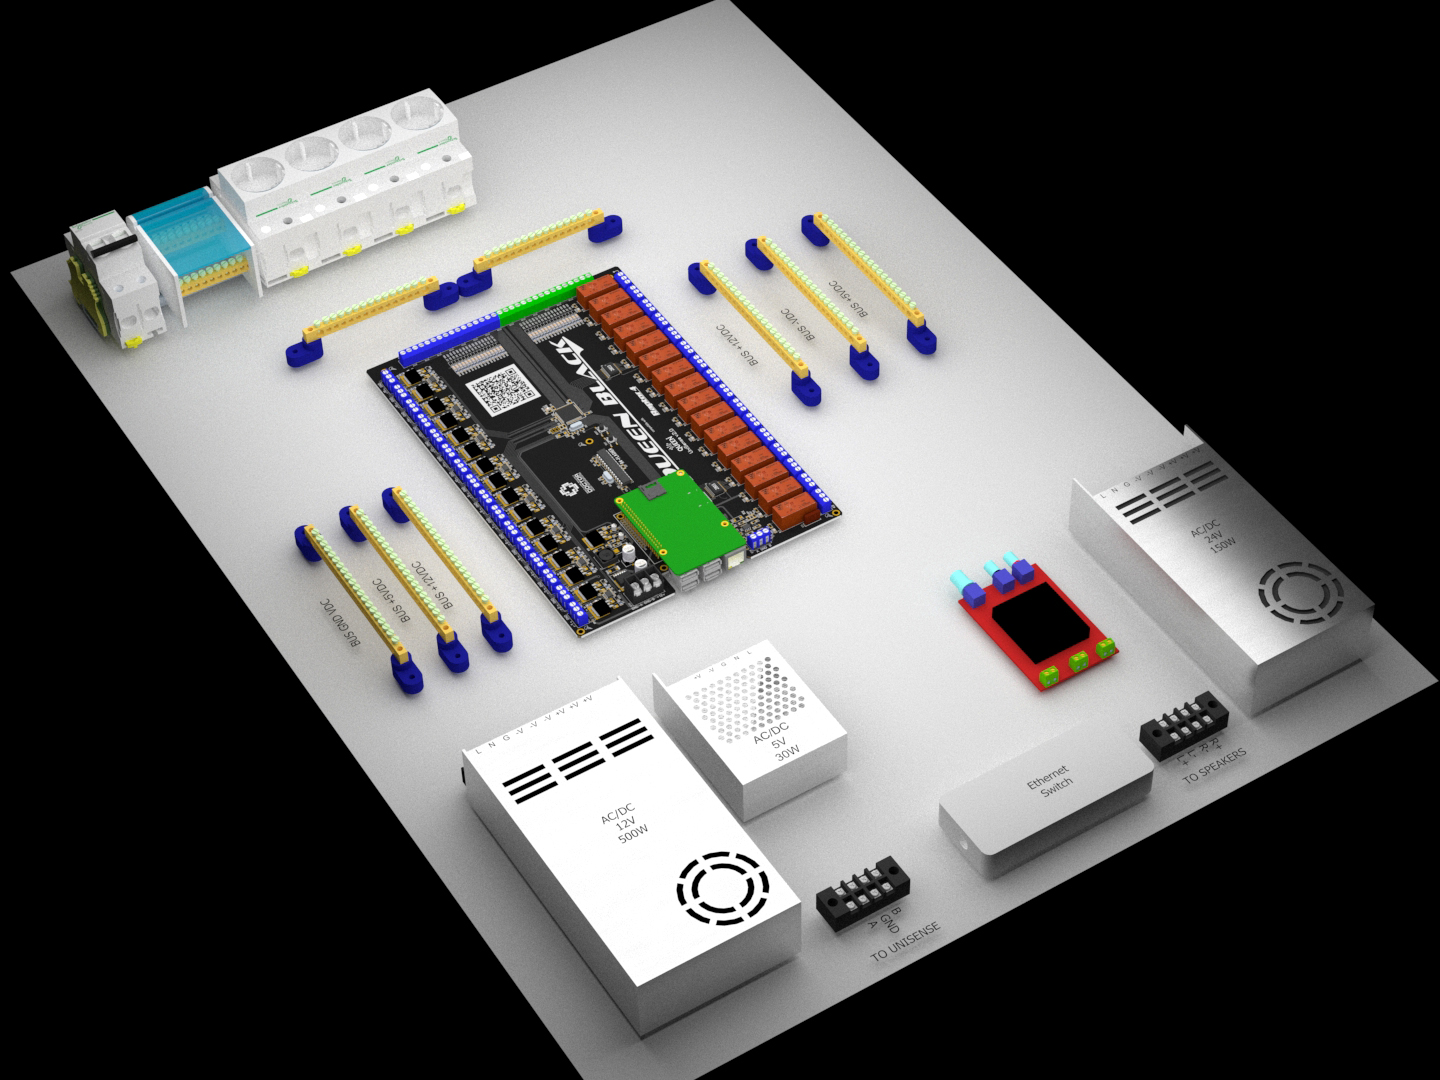 BUS +12VDC
BUS -VDC
BUS +5VDC
QUEEN BLACK
BUS GND VDC
BUS +5VDC
BUS +12VDC
L N G -V -V -V +V +V +V
AC/DC
12V
500W
+V -V G N L
AC/DC
5V
30W
AC/DC
24V
150W
Ethernet
Switch
TO SPEAKERS
B
GND
A
TO UNISENSE